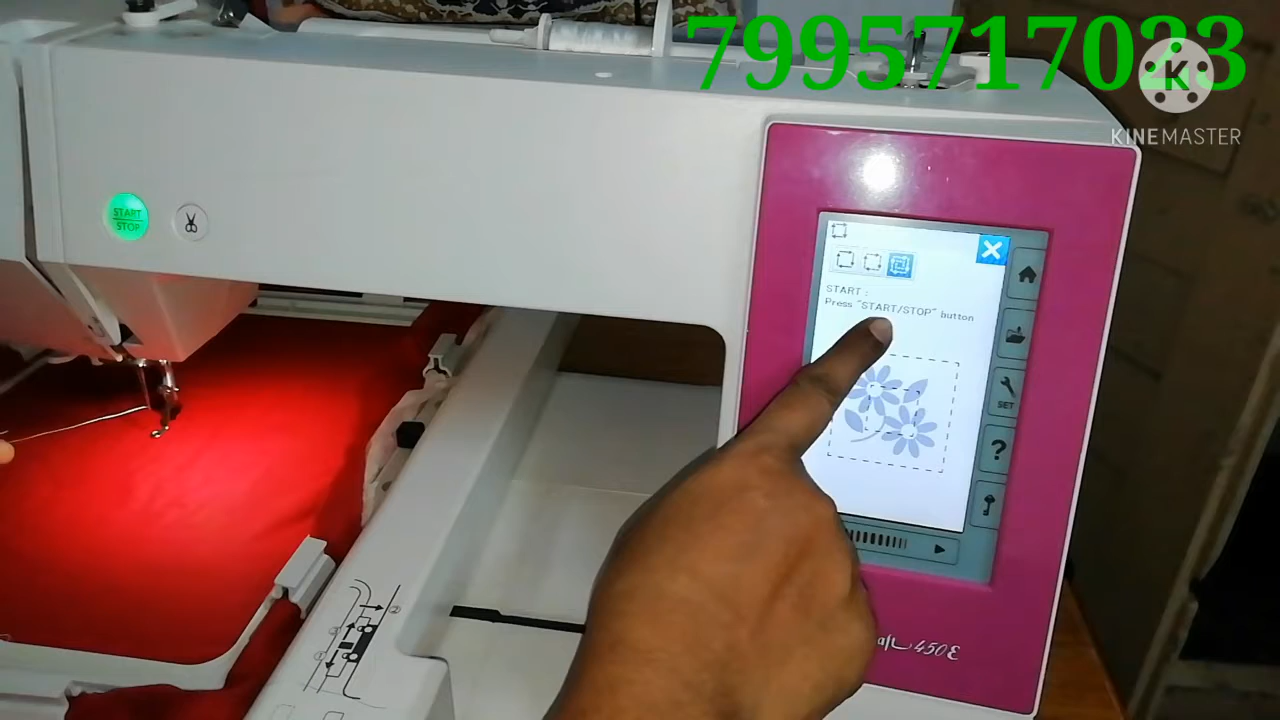 7995717023
K
KINEMASTER
START
STOP
START :
Press "START/STOP" button
SET
?
450E